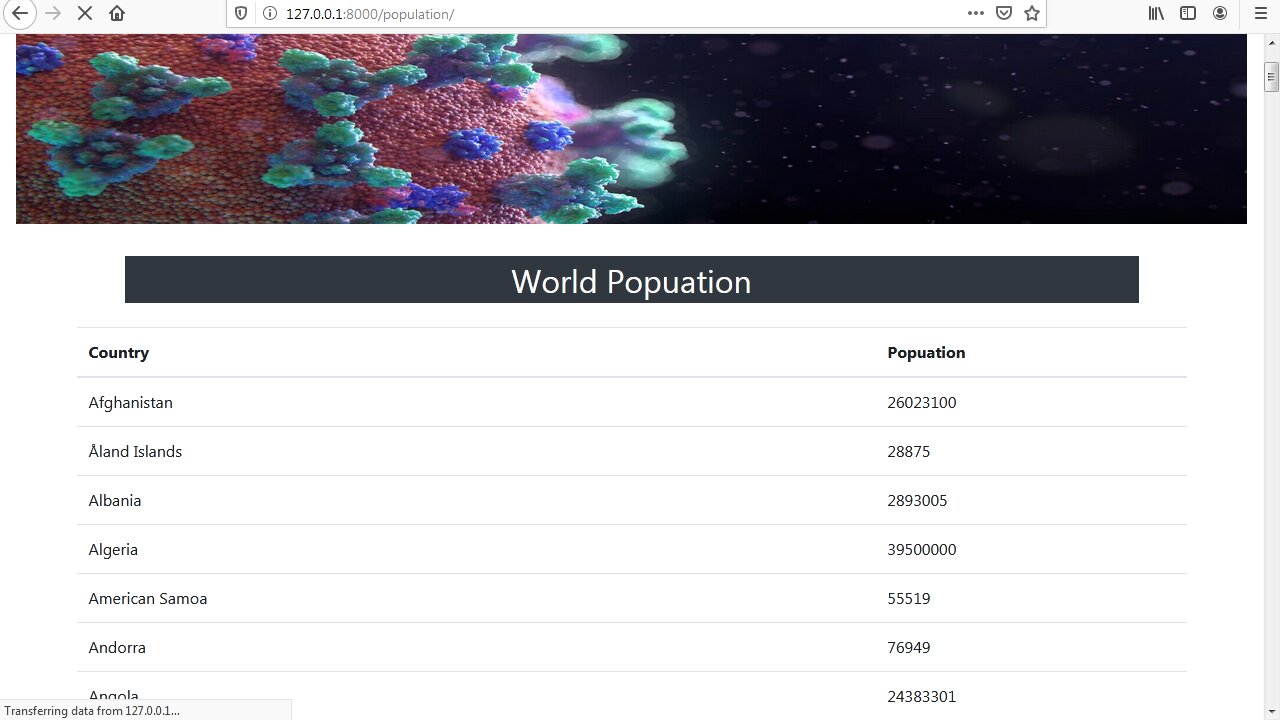 127.0.0.1:8000/population/
World Popuation
Country Popuation
Afghanistan 26023100
Åland Islands 28875
Albania 2893005
Algeria 39500000
American Samoa 55519
Andorra 76949
Angola 24383301
Transferring data from 127.0.0.1...